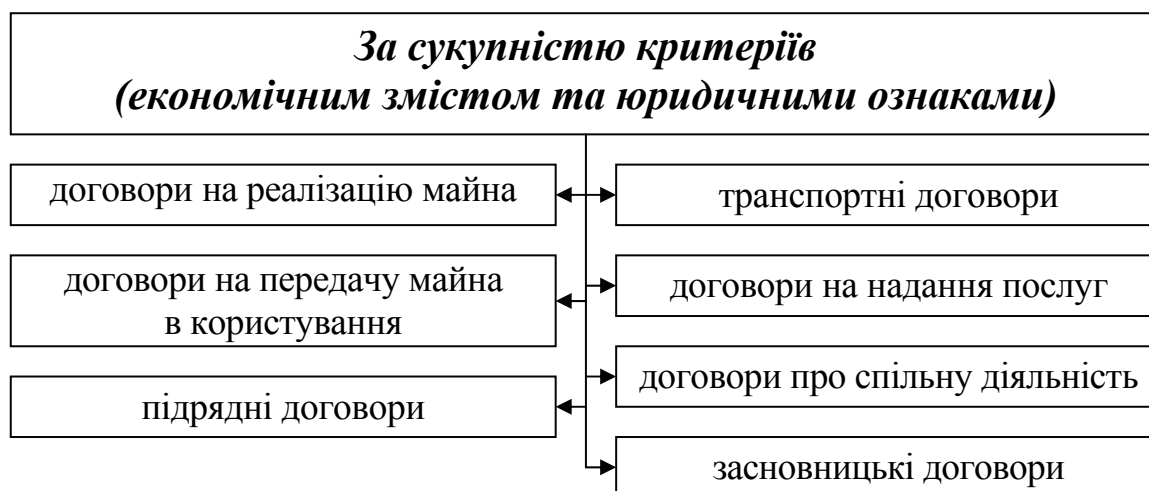 За сукупністю критеріїв
(економічним змістом та юридичними ознаками)
договори на реалізацію майна
договори на передачу майна
в користування
підрядні договори
транспортні договори
договори на надання послуг
договори про спільну діяльність
засновницькі договори